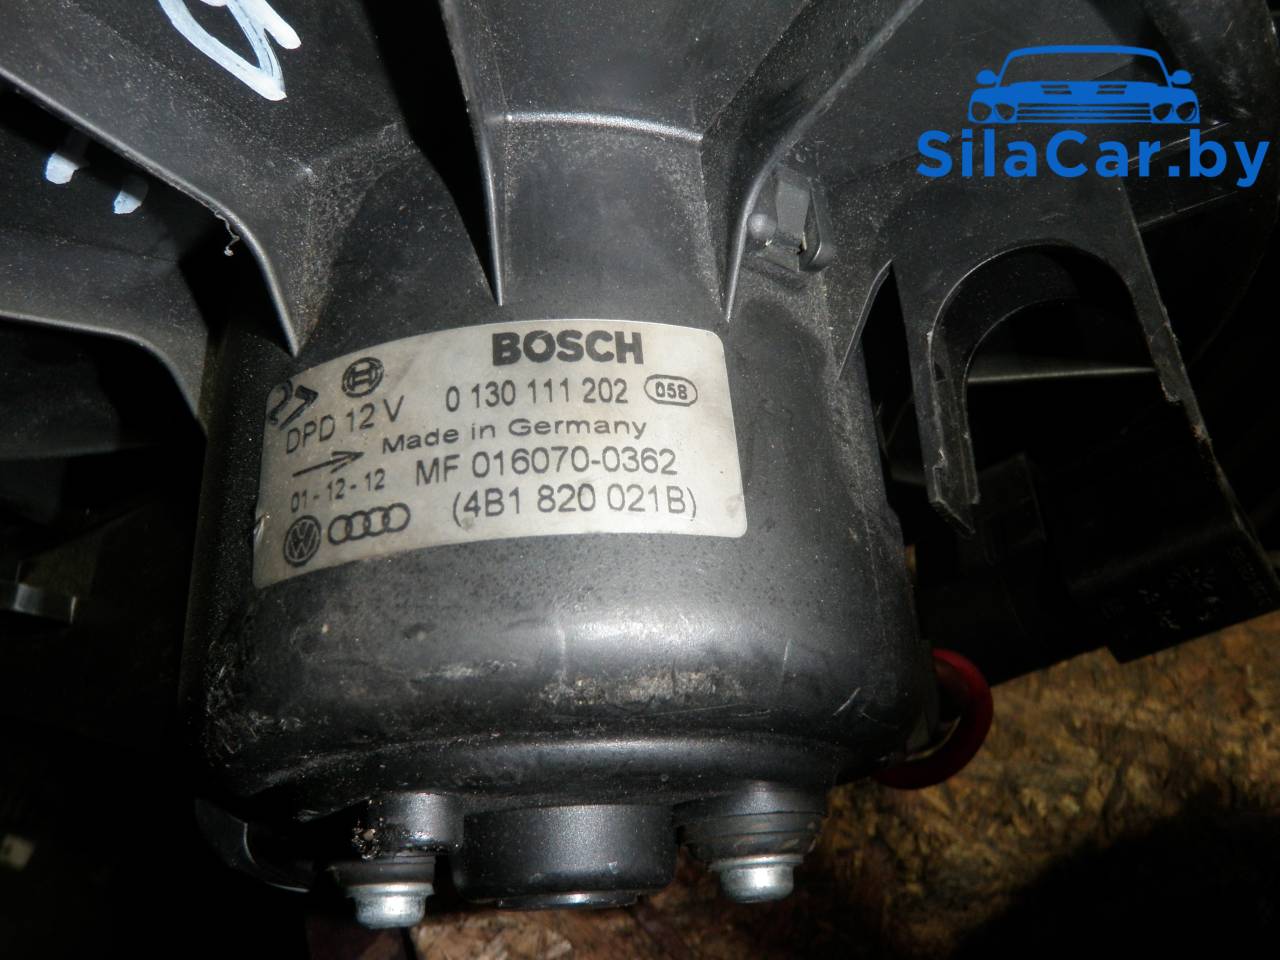 SilaCar.by
BOSCH
DPD 12 V 0 130 111 202 058
Made in Germany
01-12-12 MF 016070-0362
(4B1 820 021B)